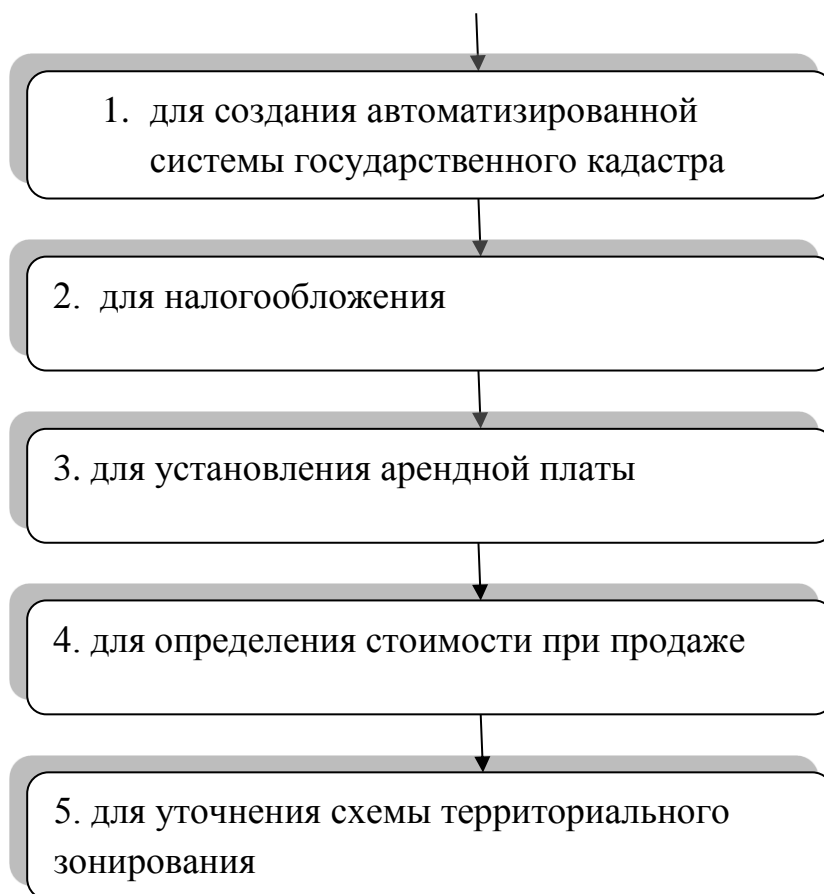 1. для создания автоматизированной
системы государственного кадастра
2. для налогообложения
3. для установления арендной платы
4. для определения стоимости при продаже
5. для уточнения схемы территориального
зонирования